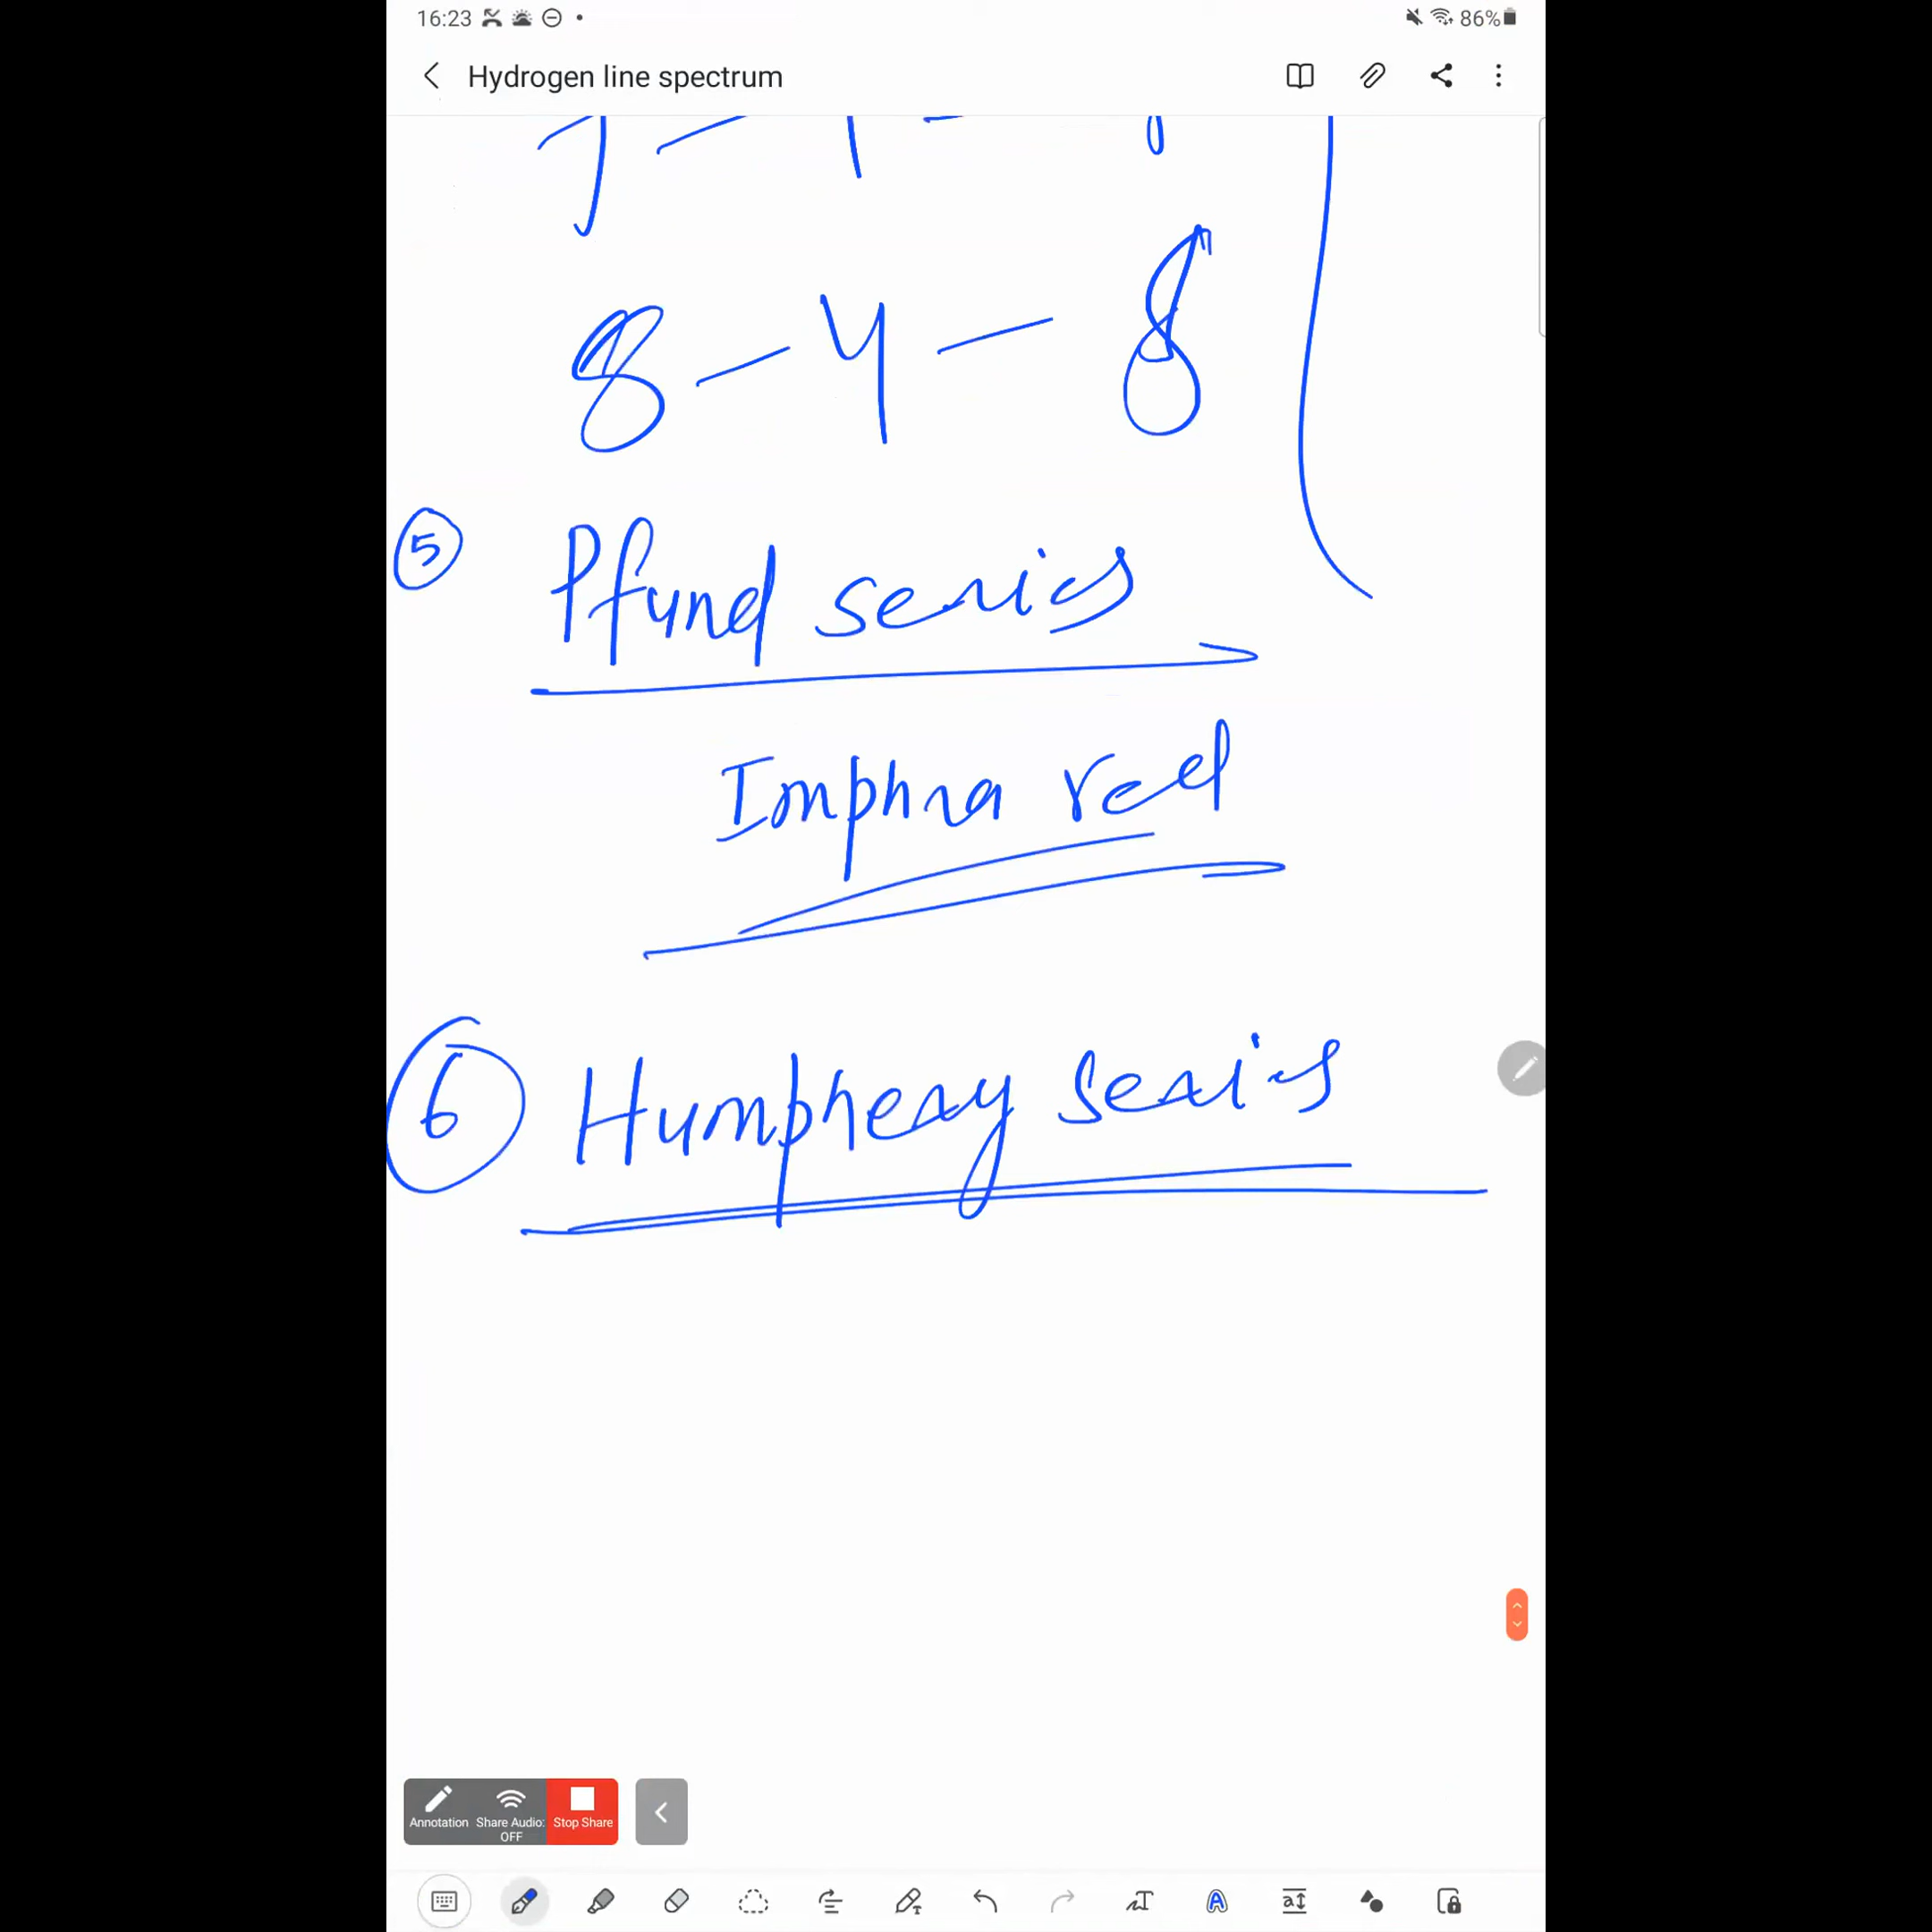 16:23
86%
Hydrogen line spectrum
8 - 4 - 8
5 Pfund series
Imphra red
6 Humphery series
Annotation
Share Audio: OFF
Stop Share